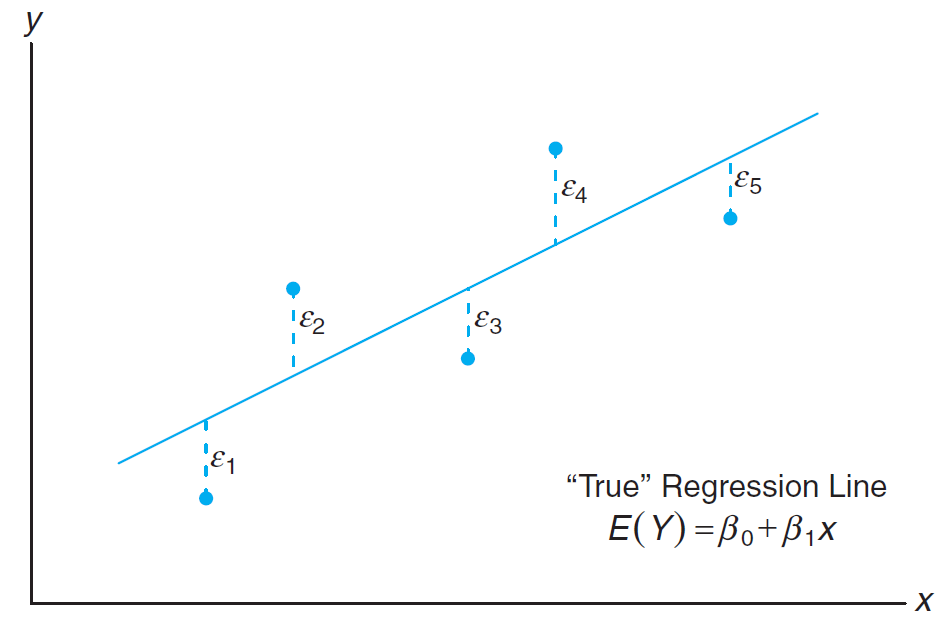 y
ε4
ε5
ε2
ε3
ε1
“True” Regression Line
E(Y) = β0 + β1x
x